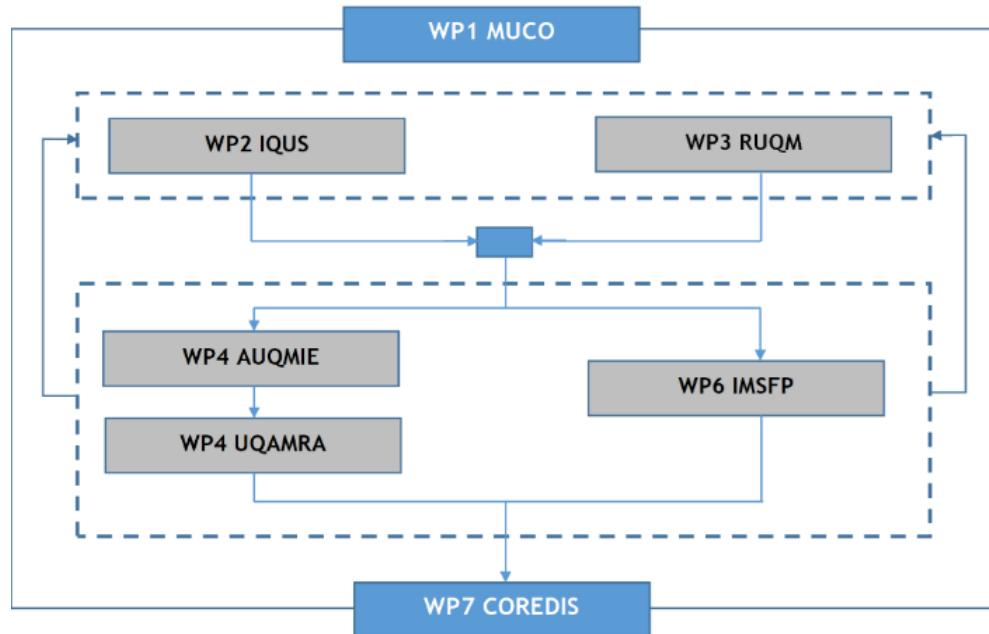 WP1 MUCO
WP2 IQUS
WP3 RUQM
WP4 AUQMIE
WP6 IMSFP
WP4 UQAMRA
WP7 COREDIS